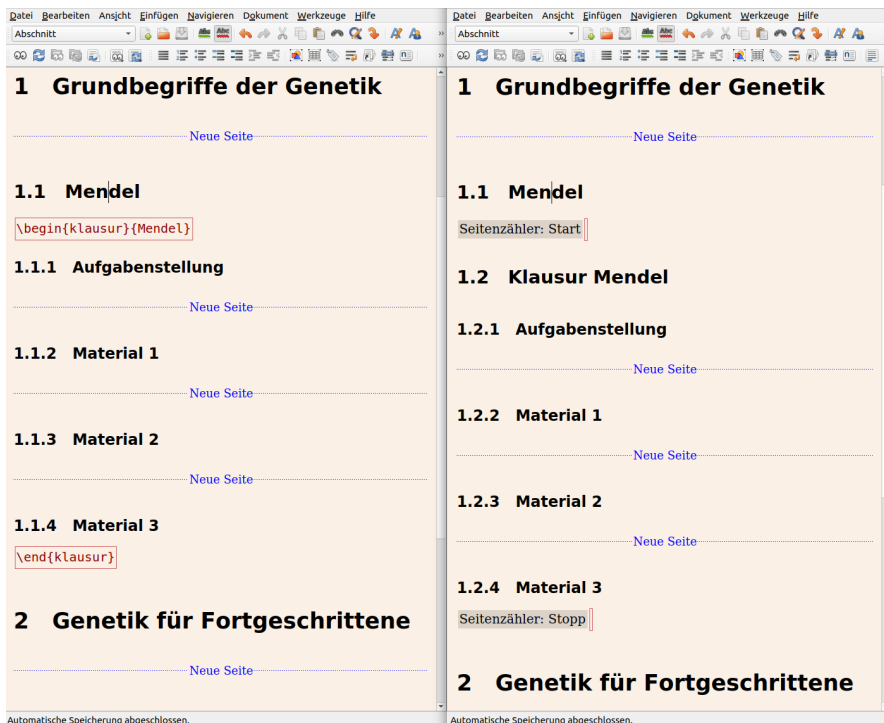 Datei Bearbeiten Ansicht Einfügen Navigieren Dokument Werkzeuge Hilfe
Abschnitt
1 Grundbegriffe der Genetik
Neue Seite
1.1 Mendel
\begin{klausur}{Mendel}
1.1.1 Aufgabenstellung
Neue Seite
1.1.2 Material 1
Neue Seite
1.1.3 Material 2
Neue Seite
1.1.4 Material 3
\end{klausur}
2 Genetik für Fortgeschrittene
Neue Seite
Automatische Speicherung abgeschlossen.
Datei Bearbeiten Ansicht Einfügen Navigieren Dokument Werkzeuge Hilfe
Abschnitt
1 Grundbegriffe der Genetik
Neue Seite
1.1 Mendel
Seitenzähler: Start
1.2 Klausur Mendel
1.2.1 Aufgabenstellung
Neue Seite
1.2.2 Material 1
Neue Seite
1.2.3 Material 2
Neue Seite
1.2.4 Material 3
Seitenzähler: Stopp
2 Genetik für Fortgeschrittene
Automatische Speicherung abgeschlossen.